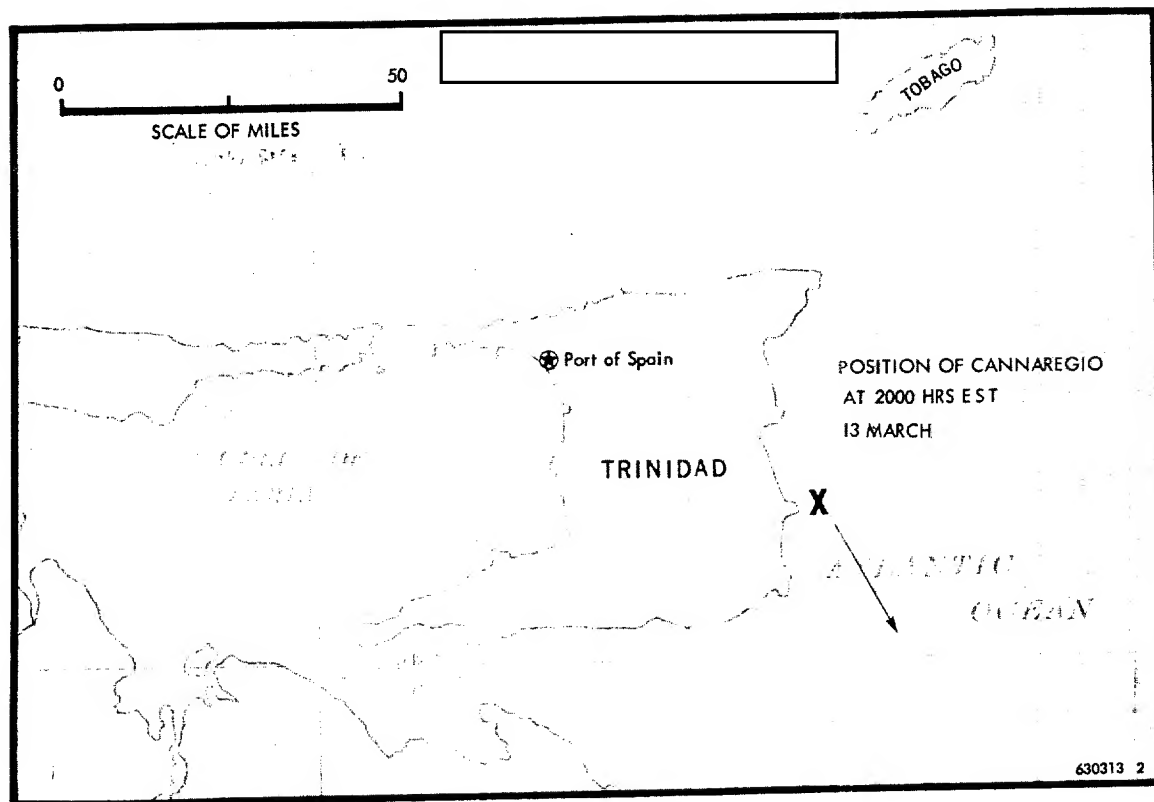 0 50
SCALE OF MILES
TOBAGO
Port of Spain
POSITION OF CANNAREGIO
AT 2000 HRS EST
13 MARCH
TRINIDAD
X
ATLANTIC
OCEAN
630313 2